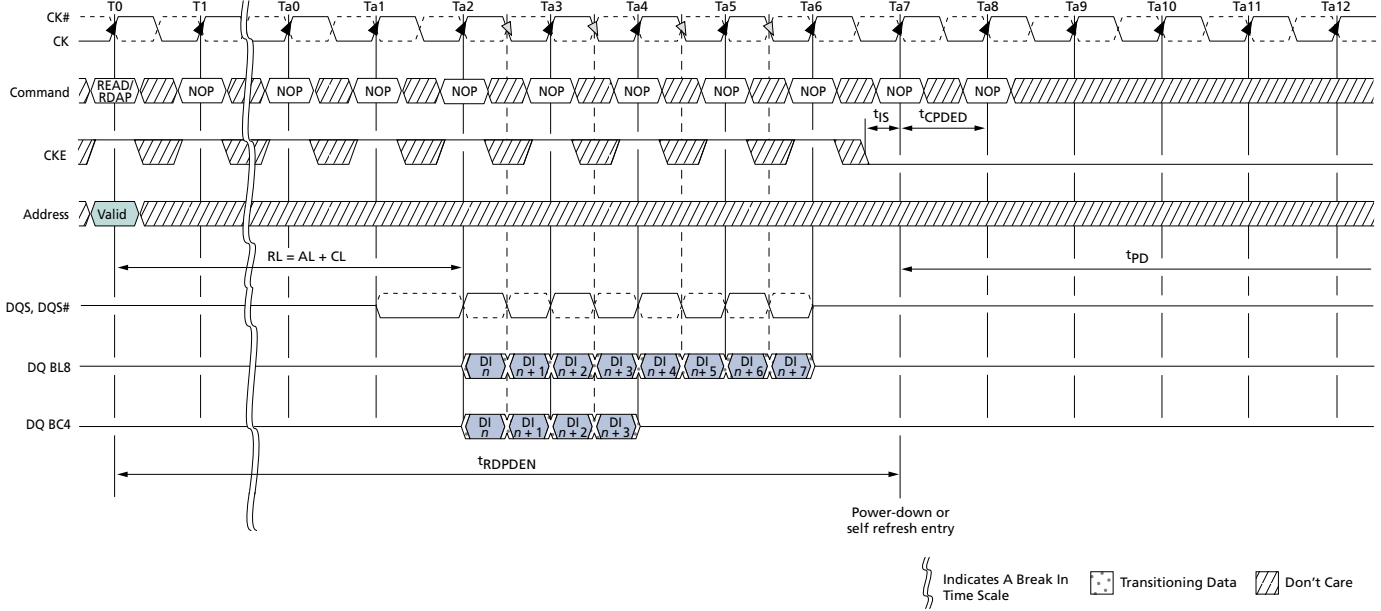 T0 T1 Ta0 Ta1 Ta2 Ta3 Ta4 Ta5 Ta6 Ta7 Ta8 Ta9 Ta10 Ta11 Ta12
CK#
CK
Command
READ/
RDAP
NOP NOP NOP NOP NOP NOP NOP NOP NOP NOP
tIS tCPDED
CKE
Address
Valid
RL = AL + CL
tPD
DQS, DQS#
DQ BL8
DI DI DI DI DI DI DI DI
n n + 1 n + 2 n + 3 n + 4 n+ 5 n + 6 n + 7
DQ BC4
DI DI DI DI
n n + 1 n + 2 n + 3
tRDPDEN
Power-down or
self refresh entry
Indicates A Break In
Time Scale
Transitioning Data
Don't Care